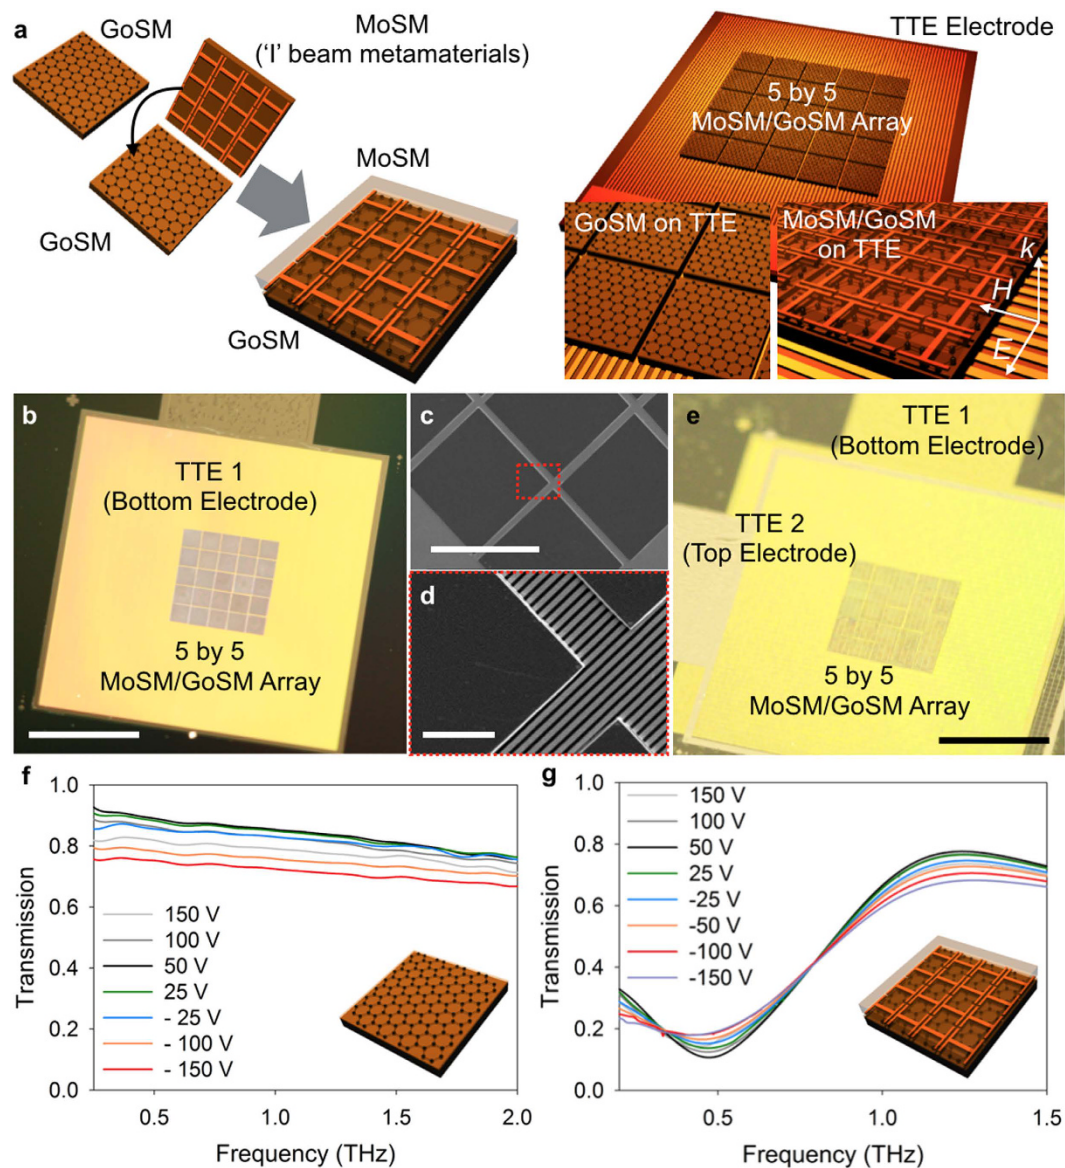 a
GoSM
MoSM
('I' beam metamaterials)
GoSM
MoSM
GoSM
TTE Electrode
5 by 5
MoSM/GoSM Array
GoSM on TTE
MoSM/GoSM
on TTE
k
H
E
b
TTE 1
(Bottom Electrode)
5 by 5
MoSM/GoSM Array
c
d
e
TTE 1
(Bottom Electrode)
TTE 2
(Top Electrode)
5 by 5
MoSM/GoSM Array
f
1.0
0.8
0.6
0.4
0.2
0.0
Transmission
150 V
100 V
50 V
25 V
- 25 V
- 100 V
- 150 V
0.5
1.0
1.5
2.0
Frequency (THz)
g
1.0
0.8
0.6
0.4
0.2
0.0
Transmission
150 V
100 V
50 V
25 V
-25 V
-50 V
-100 V
-150 V
0.5
1.0
1.5
Frequency (THz)